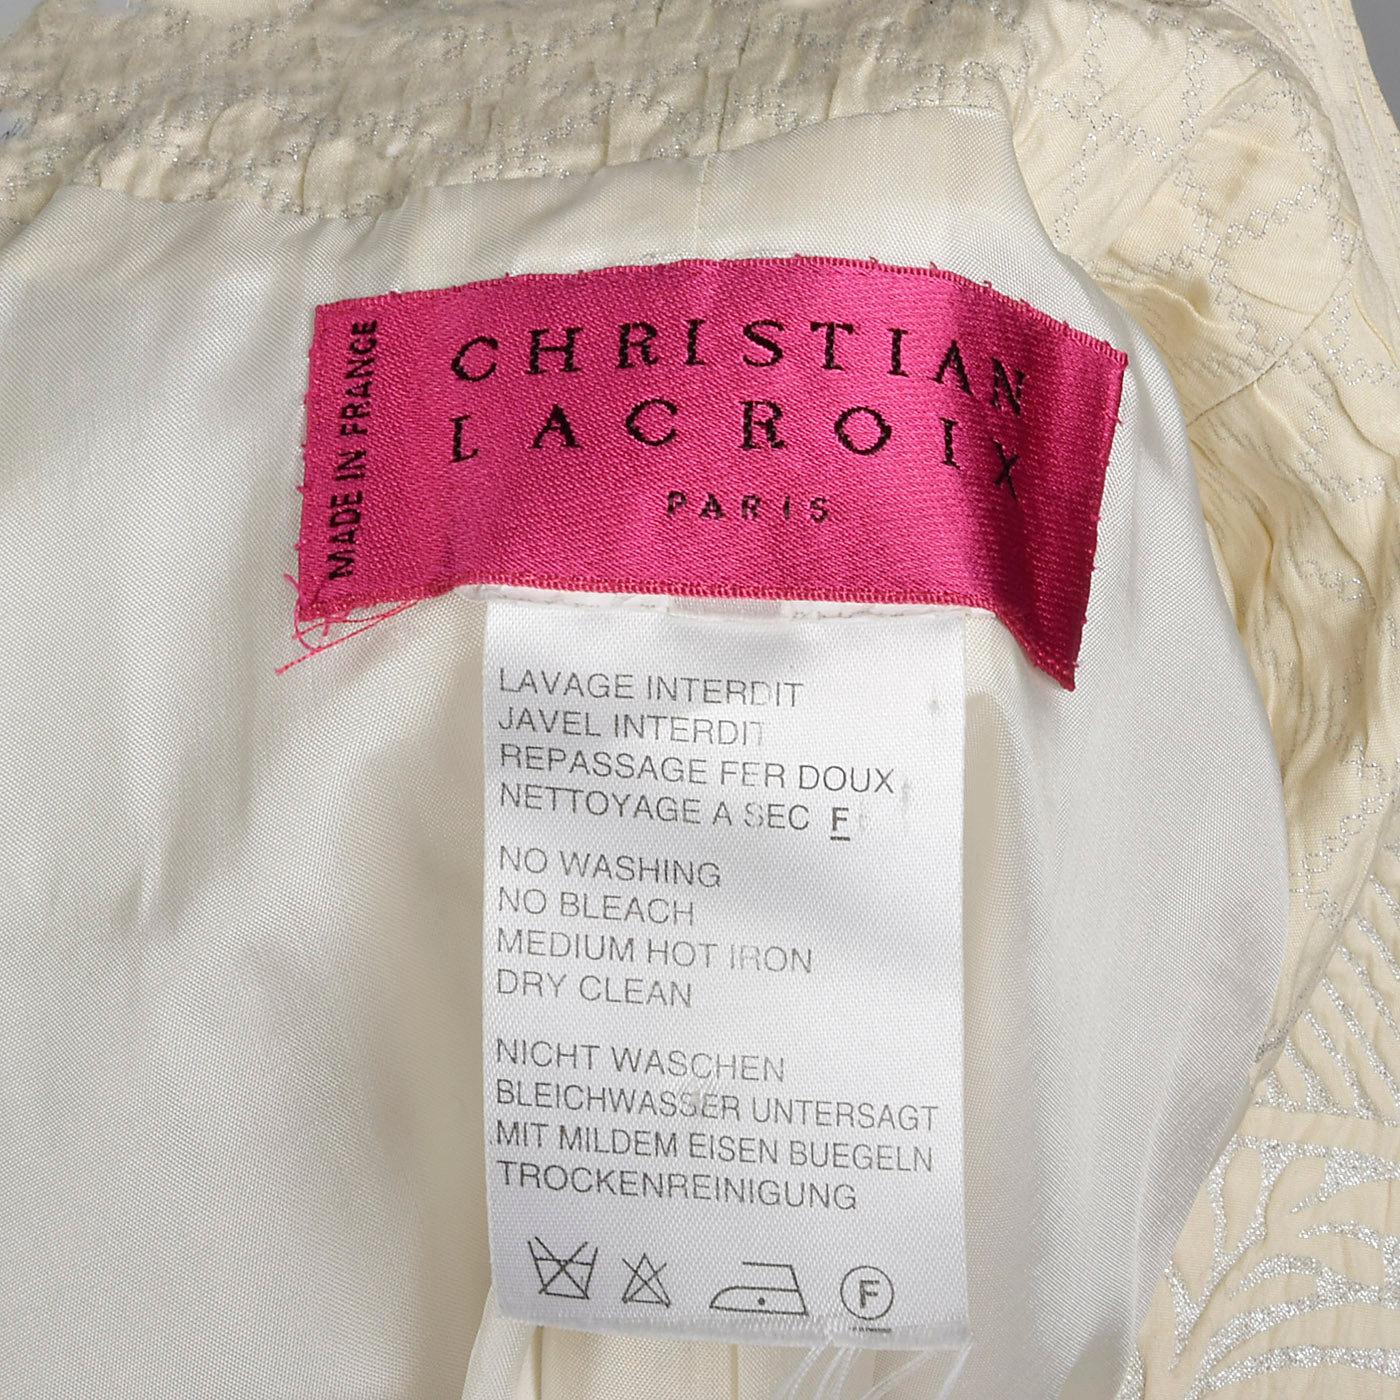 MADE IN FRANCE
CHRISTIAN
LACROIX
PARIS
LAVAGE INTERDIT
JAVEL INTERDIT
REPASSAGE FER DOUX
NETTOYAGE A SEC F
NO WASHING
NO BLEACH
MEDIUM HOT IRON
DRY CLEAN
NICHT WASCHEN
BLEICHWASSER UNTERSAGT
MIT MILDEM EISEN BUEGELN
TROCKENREINIGUNG
F